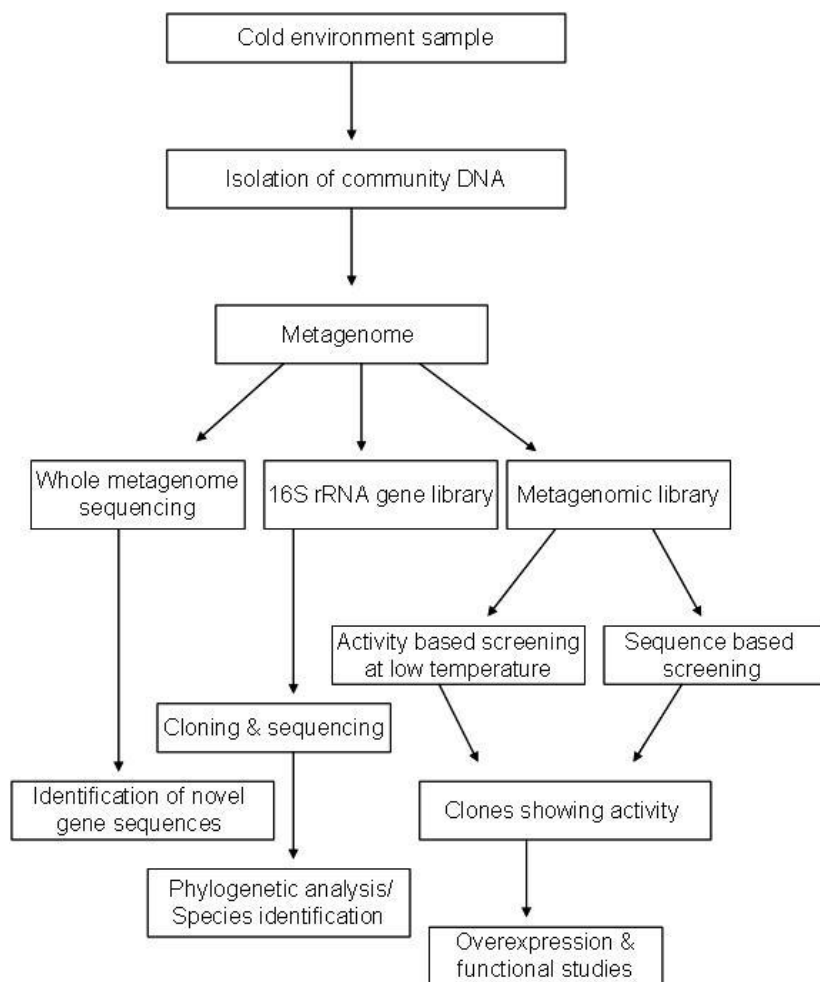 Cold environment sample
Isolation of community DNA
Metagenome
Whole metagenome
sequencing
16S rRNA gene library
Metagenomic library
Activity based screening
at low temperature
Sequence based
screening
Cloning & sequencing
Identification of novel
gene sequences
Clones showing activity
Phylogenetic analysis/
Species identification
Overexpression &
functional studies